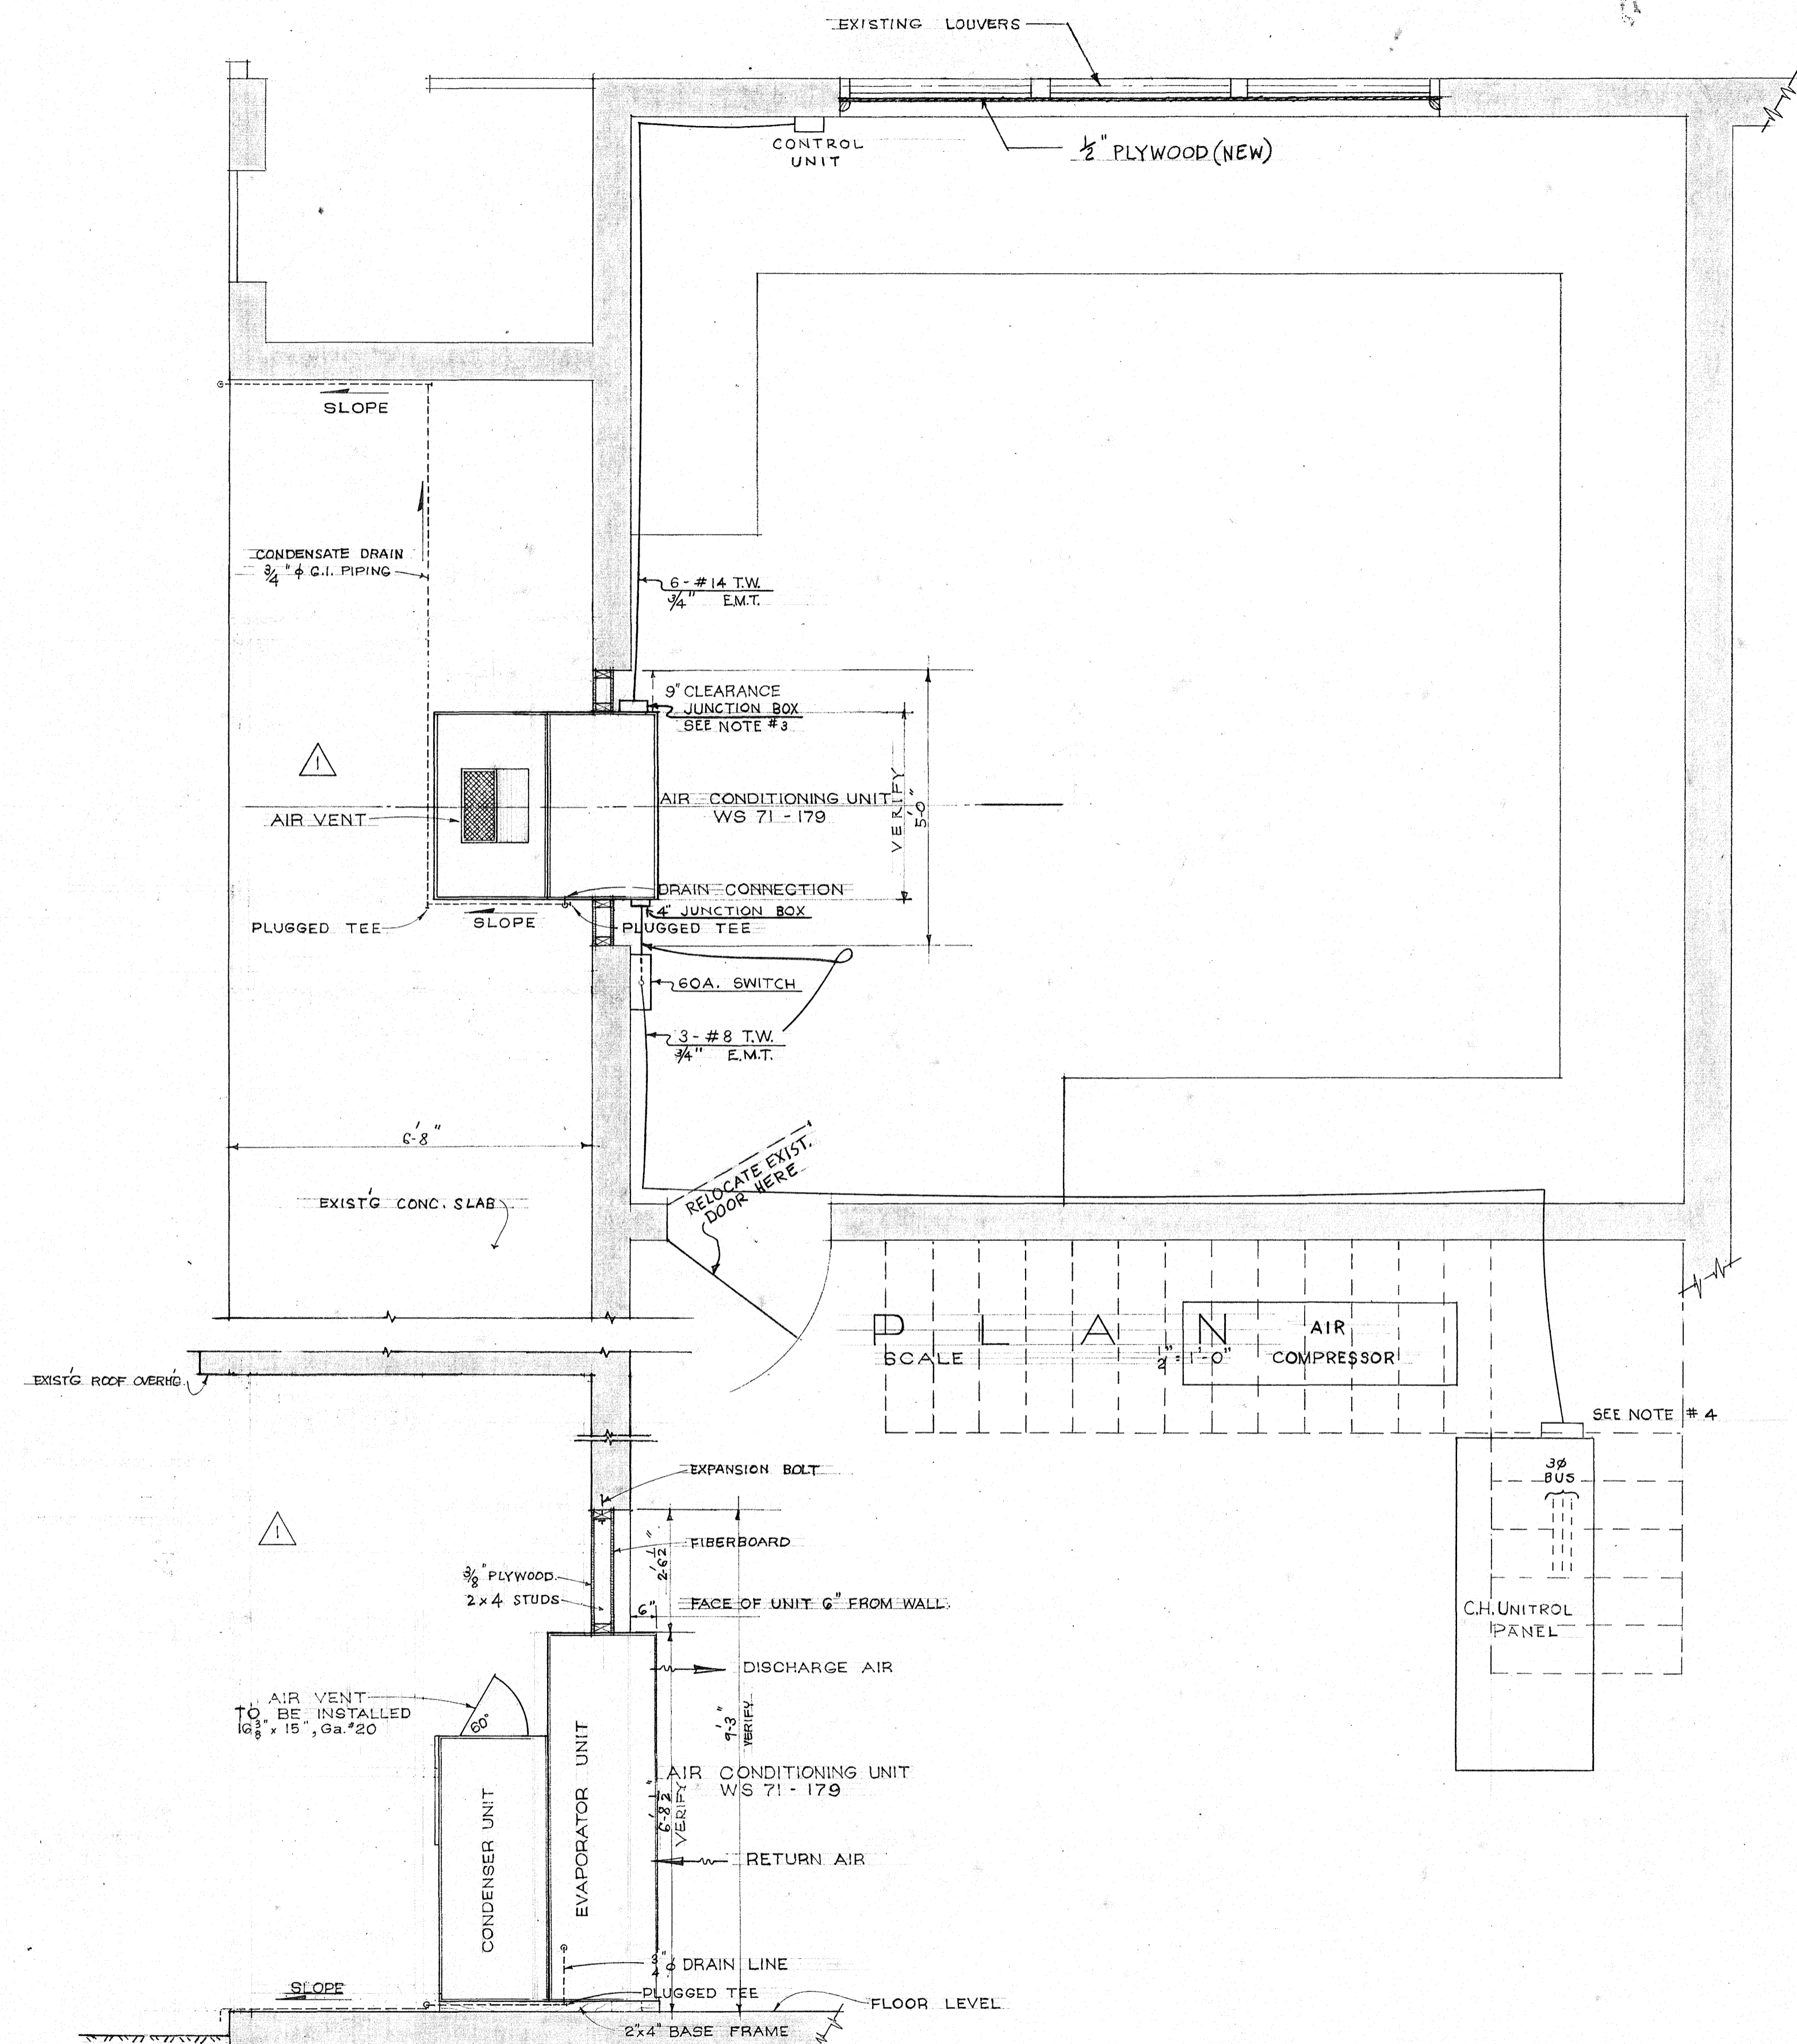 EXISTING LOUVERS
CONTROL
UNIT
½" PLYWOOD (NEW)
SLOPE
CONDENSATE DRAIN
¾" ϕ G.I. PIPING
6 - #14 T.W.
¾" E.M.T.
9" CLEARANCE
JUNCTION BOX
SEE NOTE #3
1
AIR CONDITIONING UNIT
WS 71 - 179
VERIFY
5'-0"
AIR VENT
DRAIN CONNECTION
4" JUNCTION BOX
PLUGGED TEE
SLOPE
PLUGGED TEE
60A. SWITCH
3 - #8 T.W.
¾" E.M.T.
6'-8"
RELOCATE EXIST.
DOOR HERE
EXIST'G CONC. SLAB
PLAN
SCALE ½" = 1'-0"
AIR
COMPRESSOR
EXIST'G ROOF OVERH'G
SEE NOTE #4
3ϕ
BUS
C.H. UNITROL
PANEL
EXPANSION BOLT
1
FIBERBOARD
2'-6½"
⅜" PLYWOOD
2 x 4 STUDS
6"
FACE OF UNIT 6" FROM WALL
DISCHARGE AIR
AIR VENT
TO BE INSTALLED
16⅜" x 15", Ga. #20
60°
9'-3"
VERIFY
CONDENSER UNIT
EVAPORATOR UNIT
AIR CONDITIONING UNIT
WS 71 - 179
6'-8½"
VERIFY
RETURN AIR
¾" ϕ DRAIN LINE
SLOPE
PLUGGED TEE
FLOOR LEVEL
2"x4" BASE FRAME